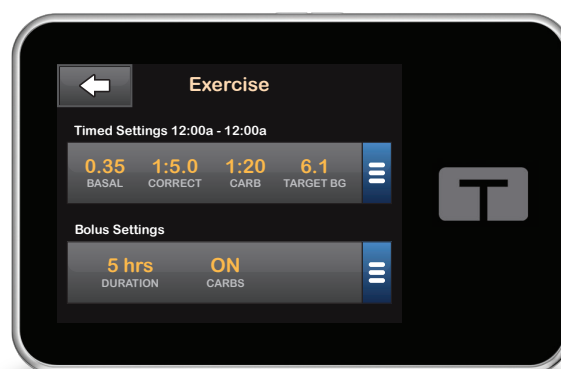 Exercise
Timed Settings 12:00a - 12:00a
0.35 1:5.0 1:20 6.1
BASAL CORRECT CARB TARGET BG
Bolus Settings
5 hrs ON
DURATION CARBS